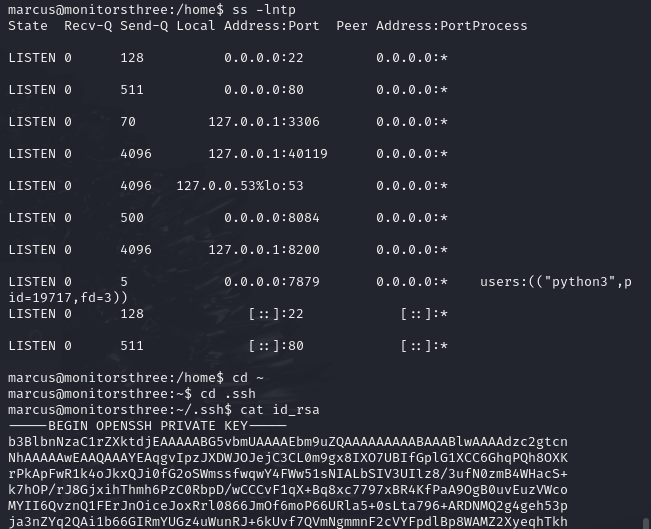 marcus@monitorsthree:/home$ ss -lntp
State  Recv-Q  Send-Q  Local  Address:Port  Peer  Address:PortProcess
LISTEN 0      128          0.0.0.0:22         0.0.0.0:*
LISTEN 0      511          0.0.0.0:80         0.0.0.0:*
LISTEN 0      70         127.0.0.1:3306       0.0.0.0:*
LISTEN 0      4096       127.0.0.1:40119      0.0.0.0:*
LISTEN 0      4096   127.0.0.53%lo:53         0.0.0.0:*
LISTEN 0      500          0.0.0.0:8084       0.0.0.0:*
LISTEN 0      4096       127.0.0.1:8200       0.0.0.0:*
LISTEN 0      5            0.0.0.0:7879       0.0.0.0:*    users:(("python3",p
id=19717,fd=3))
LISTEN 0      128             [::]:22            [::]:*
LISTEN 0      511             [::]:80            [::]:*
marcus@monitorsthree:/home$ cd ~
marcus@monitorsthree:~$ cd .ssh
marcus@monitorsthree:~/.ssh$ cat id_rsa
-----BEGIN OPENSSH PRIVATE KEY-----
b3BlbnNzaC1rZXktdjEAAAAABG5vbmUAAAAEbm9uZQAAAAAAAAABAAABlwAAAAdzc2gtcn
NhAAAAAwEAAQAAAYEAqvgIpzJXDWJOJejC3CL0m9gx8IXO7UBIfGplG1XCC6GhqPQh8OXK
rPkApFwR1k4oJkxQJi0fG2oSWmssfwqwY4FWw51sNIALbSIV3UIlz8/3ufN0zmB4WHacS+
k7hOP/rJ8GjxihThmh6PzC0RbpD/wCCCvF1qX+Bq8xc7797xBR4KfPaA9OgB0uvEuzVWco
MYII6QvznQ1FErJnOiceJoxRrl0866JmOf6moP66URla5+0sLta796+ARDNMQ2g4geh53p
ja3nZYq2QAi1b66GIRmYUGz4uWunRJ+6kUvf7QVmNgmmnF2cVYFpdlBp8WAMZ2XyeqhTkh